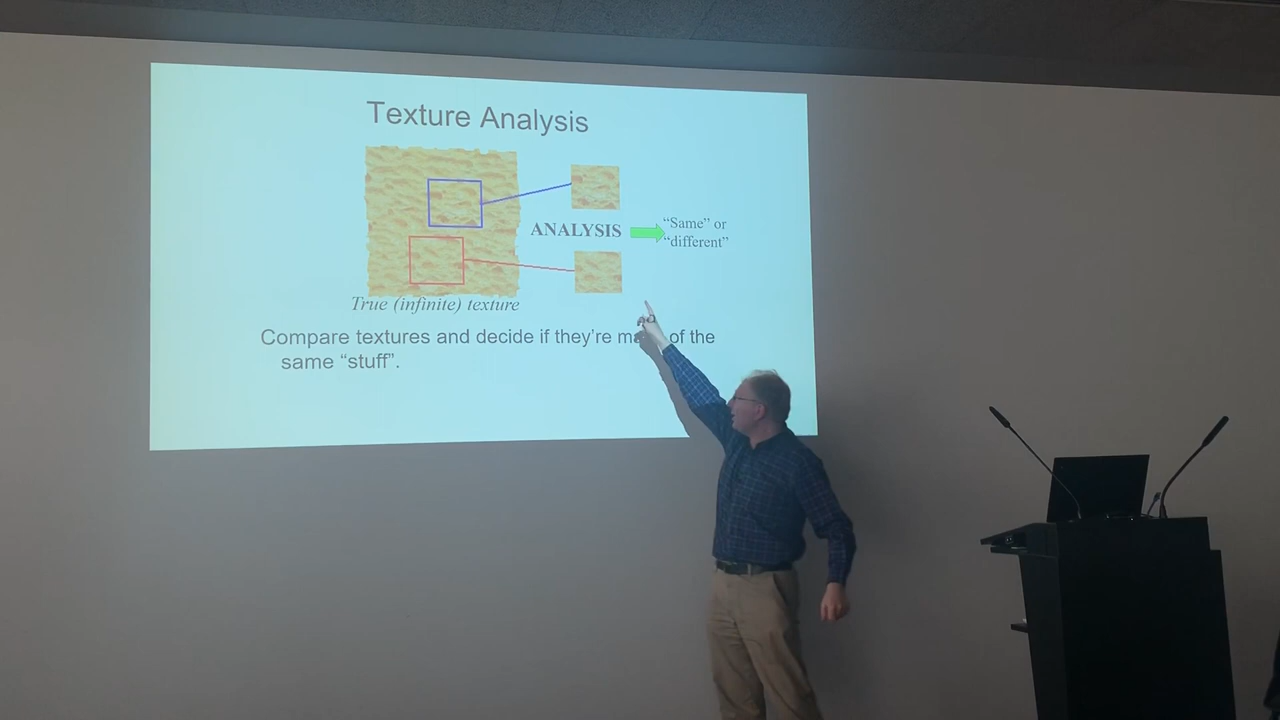 Texture Analysis
ANALYSIS
“Same” or
“different”
True (infinite) texture
Compare textures and decide if they’re of the
same “stuff”.